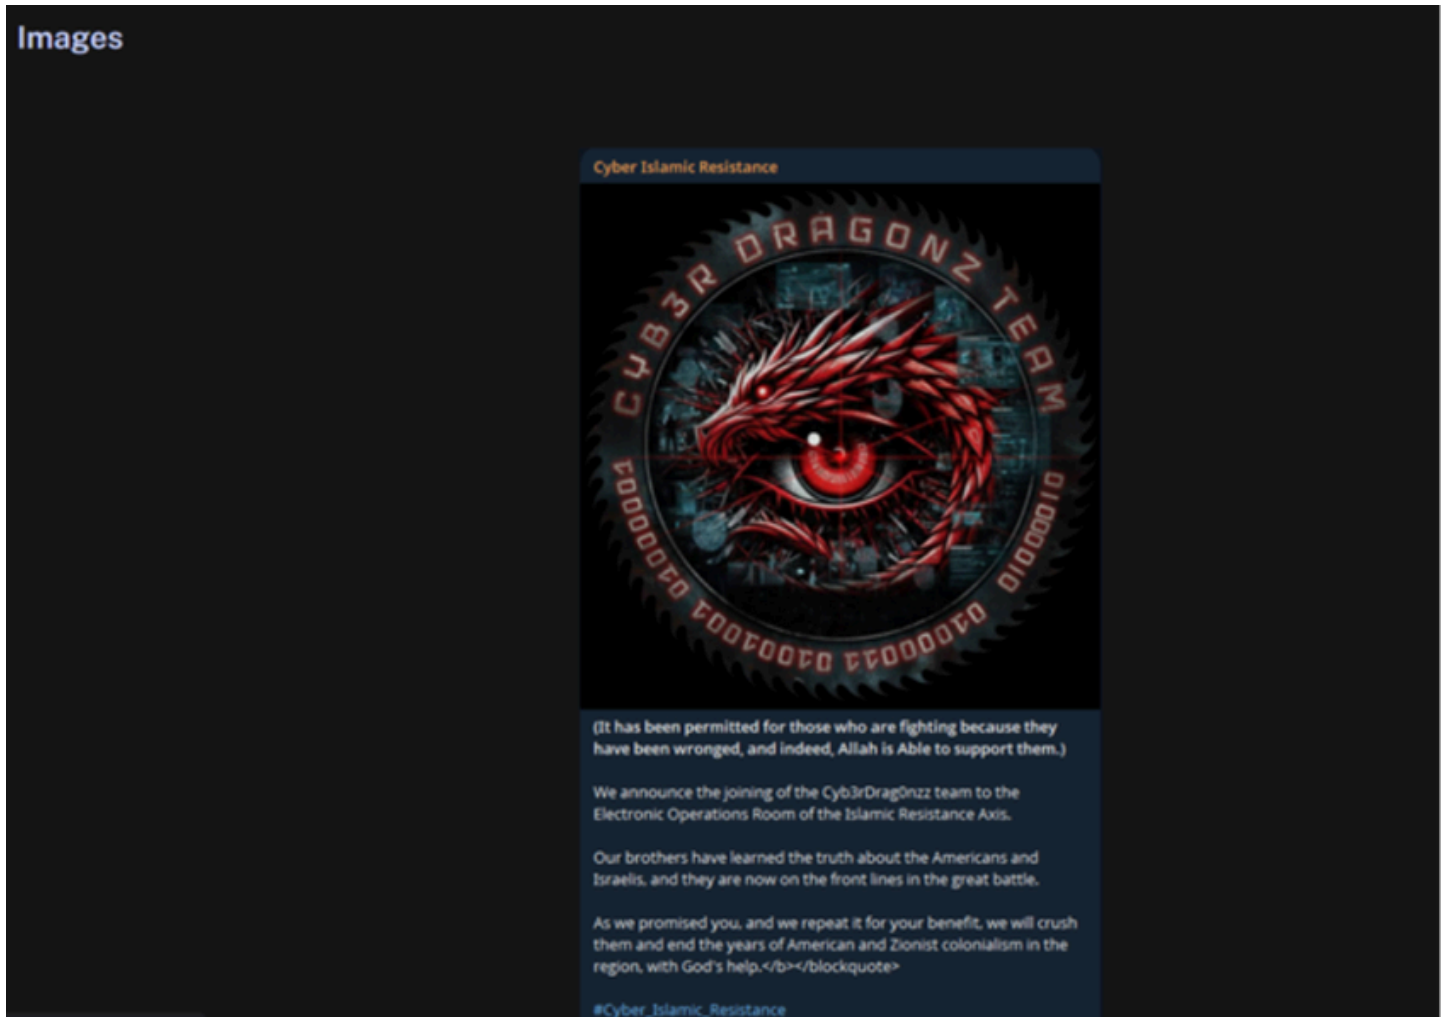 Images
Cyber Islamic Resistance
CYB3R DRAGONZ TEAM
(It has been permitted for those who are fighting because they
have been wronged, and indeed, Allah is Able to support them.)
We announce the joining of the Cyb3rDrag0nzz team to the
Electronic Operations Room of the Islamic Resistance Axis.
Our brothers have learned the truth about the Americans and
Israelis, and they are now on the front lines in the great battle.
As we promised you, and we repeat it for your benefit, we will crush
them and end the years of American and Zionist colonialism in the
region, with God's help.</b></blockquote>
#Cyber_Islamic_Resistance